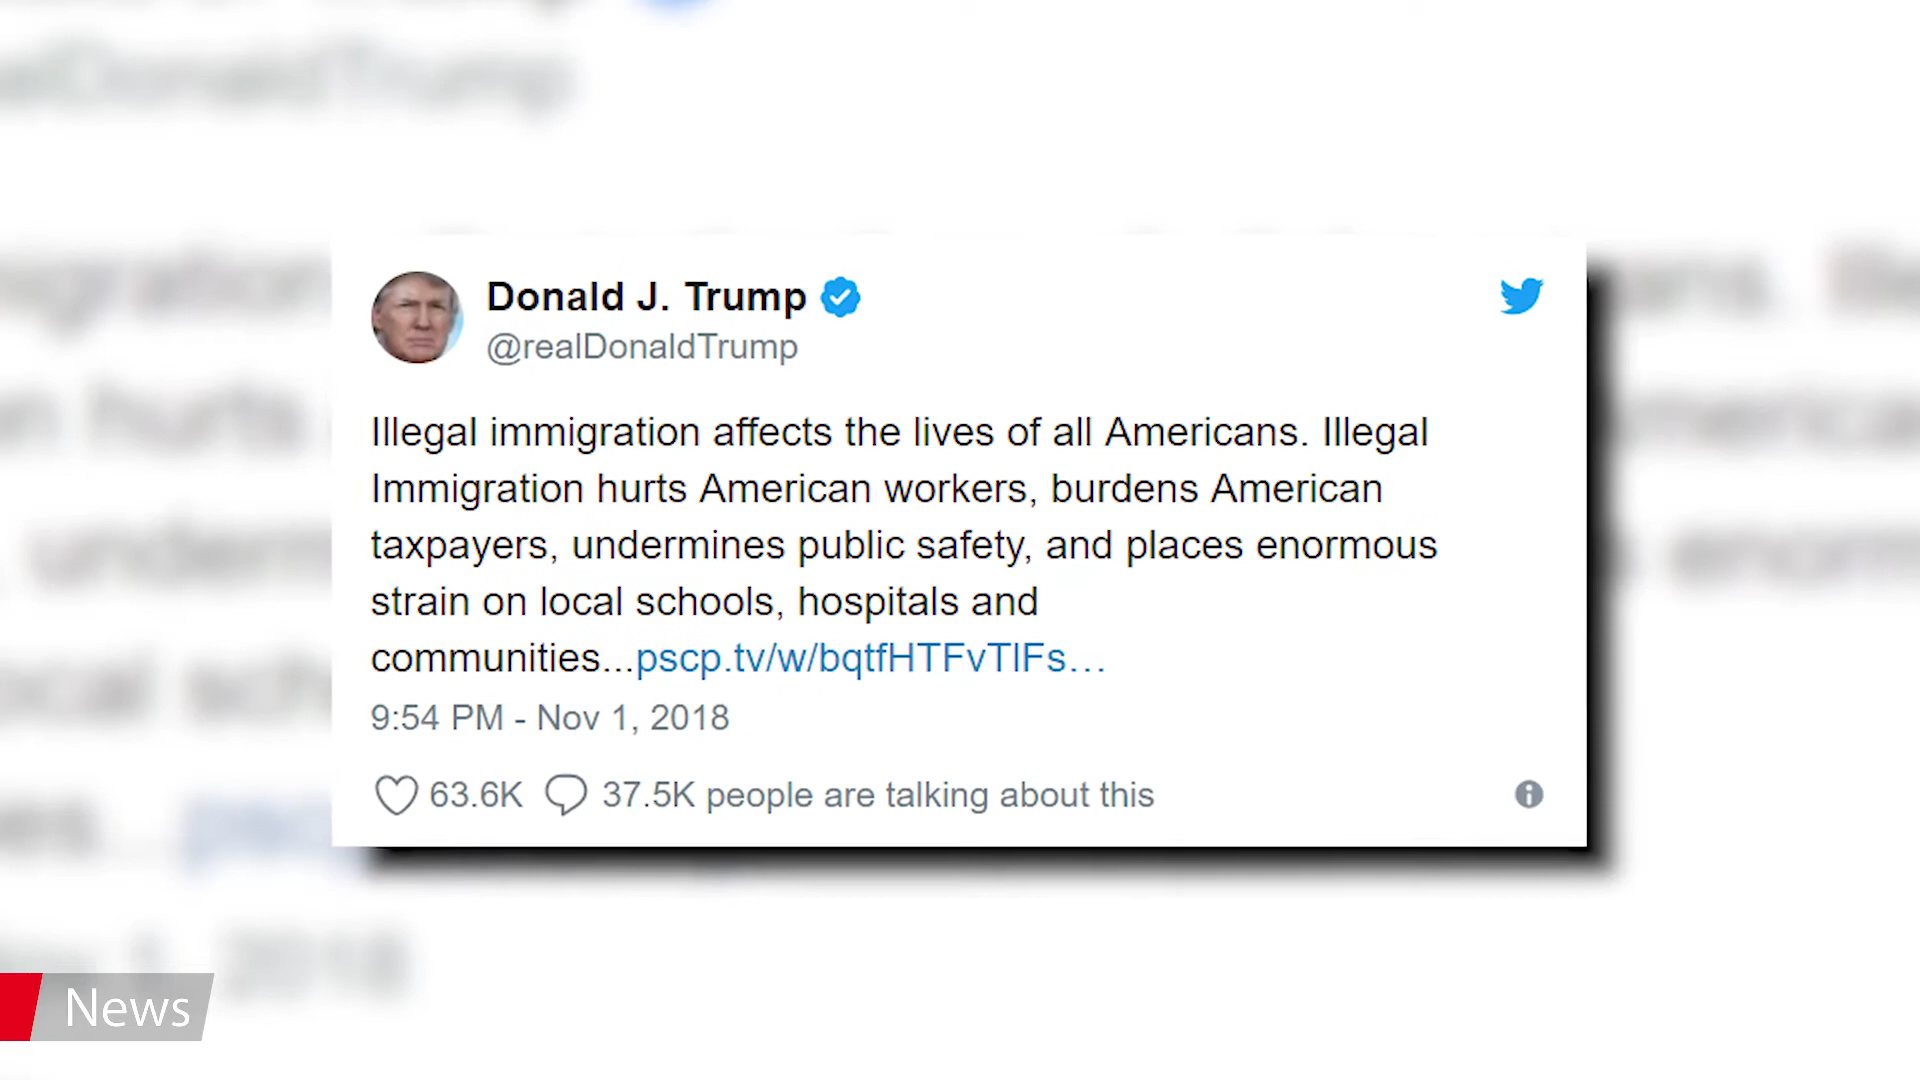 Donald J. Trump
@realDonaldTrump
Illegal immigration affects the lives of all Americans. Illegal
Immigration hurts American workers, burdens American
taxpayers, undermines public safety, and places enormous
strain on local schools, hospitals and
communities...pscp.tv/w/bqtfHTFvTlFs…
9:54 PM - Nov 1, 2018
63.6K 37.5K people are talking about this
News